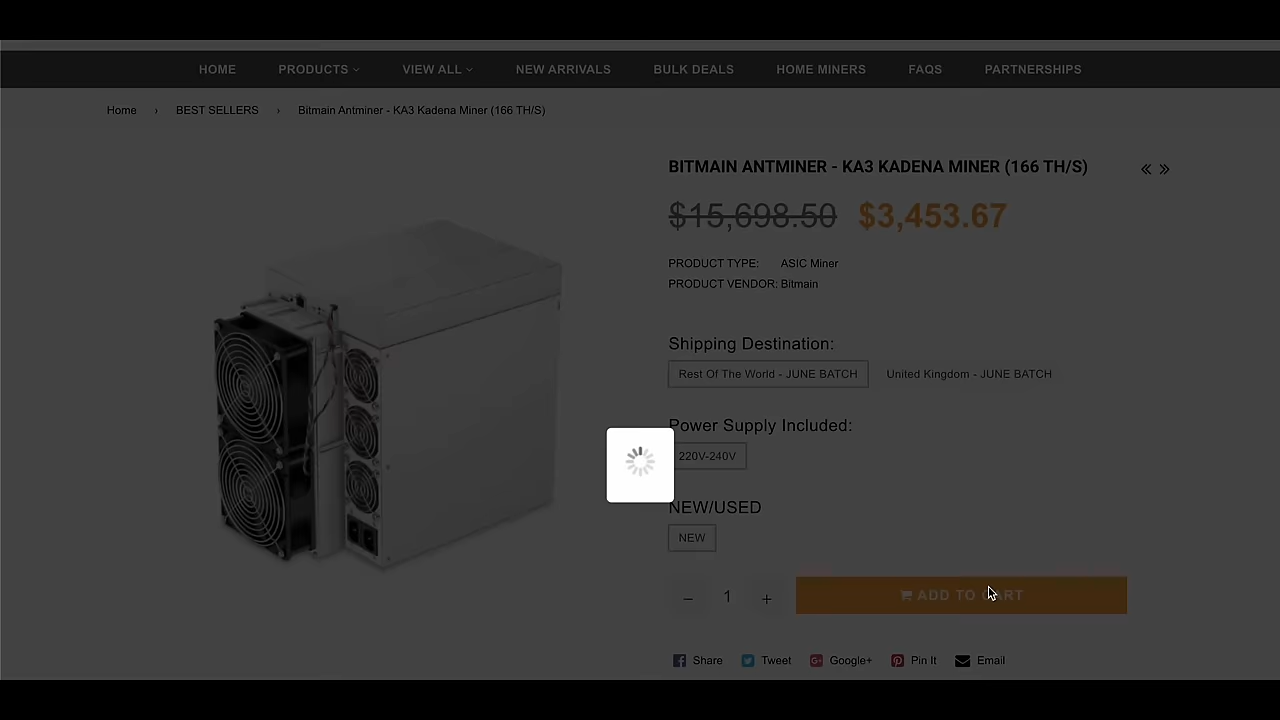 HOME PRODUCTS VIEW ALL NEW ARRIVALS BULK DEALS HOME MINERS FAQS PARTNERSHIPS
Home › BEST SELLERS › Bitmain Antminer - KA3 Kadena Miner (166 TH/S)
BITMAIN ANTMINER - KA3 KADENA MINER (166 TH/S) « »
$15,698.50 $3,453.67
PRODUCT TYPE: ASIC Miner
PRODUCT VENDOR: Bitmain
Shipping Destination:
Rest Of The World - JUNE BATCH United Kingdom - JUNE BATCH
Power Supply Included:
220V-240V
NEW/USED
NEW
− 1 + ADD TO CART
Share Tweet Google+ Pin It Email